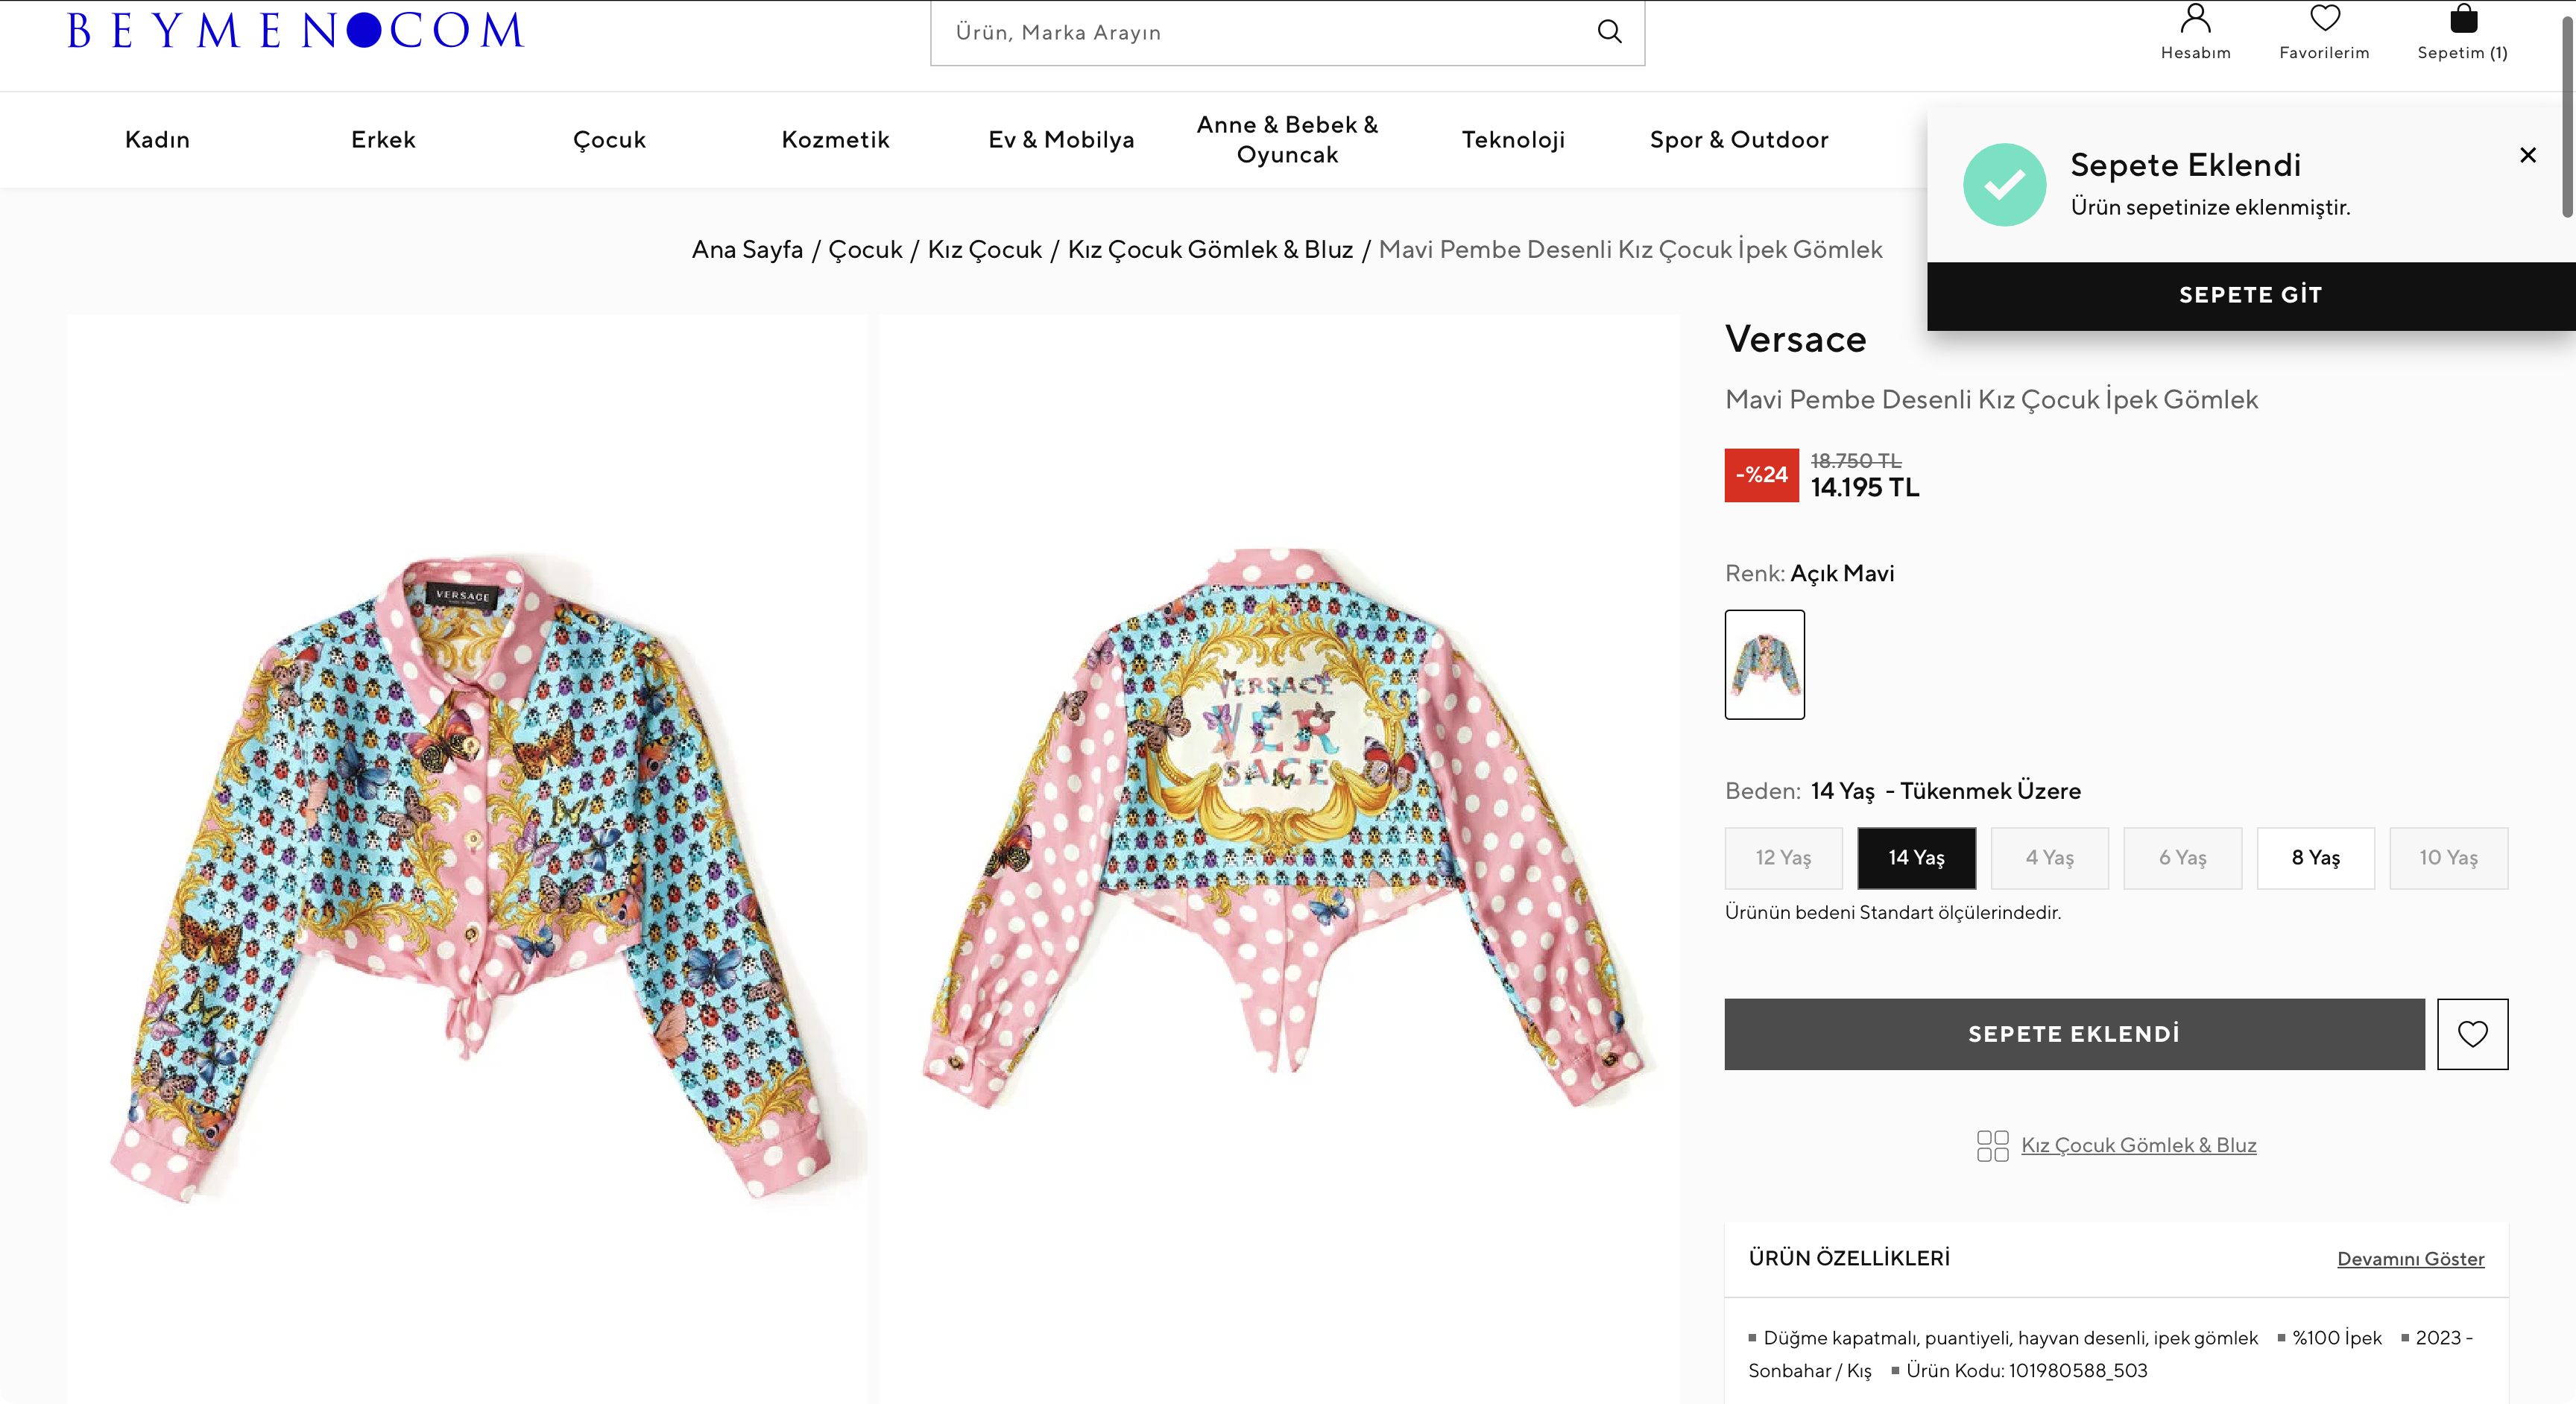 BEYMEN COM
Ürün, Marka Arayın
Hesabım
Favorilerim
Sepetim (1)
Kadın
Erkek
Çocuk
Kozmetik
Ev & Mobilya
Anne & Bebek &
Oyuncak
Teknoloji
Spor & Outdoor
Sepete Eklendi
Ürün sepetinize eklenmiştir.
SEPETE GİT
Ana Sayfa / Çocuk / Kız Çocuk / Kız Çocuk Gömlek & Bluz / Mavi Pembe Desenli Kız Çocuk İpek Gömlek
VERSACE
VERSACE
VER
SACE
Versace
Mavi Pembe Desenli Kız Çocuk İpek Gömlek
-%24
18.750 TL
14.195 TL
Renk: Açık Mavi
Beden: 14 Yaş - Tükenmek Üzere
12 Yaş
14 Yaş
4 Yaş
6 Yaş
8 Yaş
10 Yaş
Ürünün bedeni Standart ölçülerindedir.
SEPETE EKLENDİ
Kız Çocuk Gömlek & Bluz
ÜRÜN ÖZELLİKLERİ
Devamını Göster
▪ Düğme kapatmalı, puantiyeli, hayvan desenli, ipek gömlek ▪ %100 İpek ▪ 2023 -
Sonbahar / Kış ▪ Ürün Kodu: 101980588_503